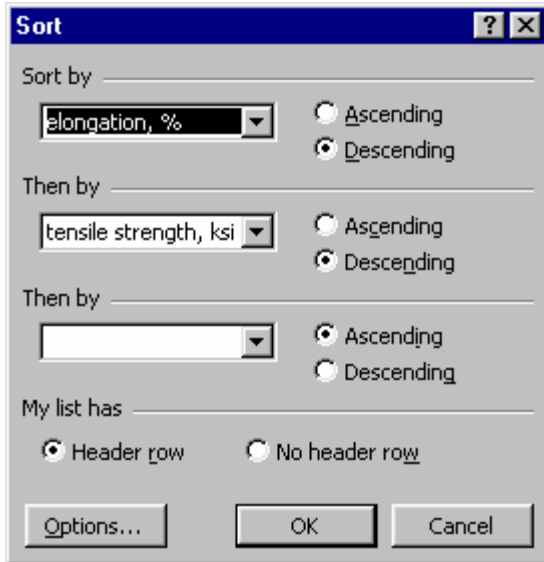 Sort
Sort by
elongation, %
Ascending
Descending
Then by
tensile strength, ksi
Ascending
Descending
Then by
Ascending
Descending
My list has
Header row
No header row
Options...
OK
Cancel